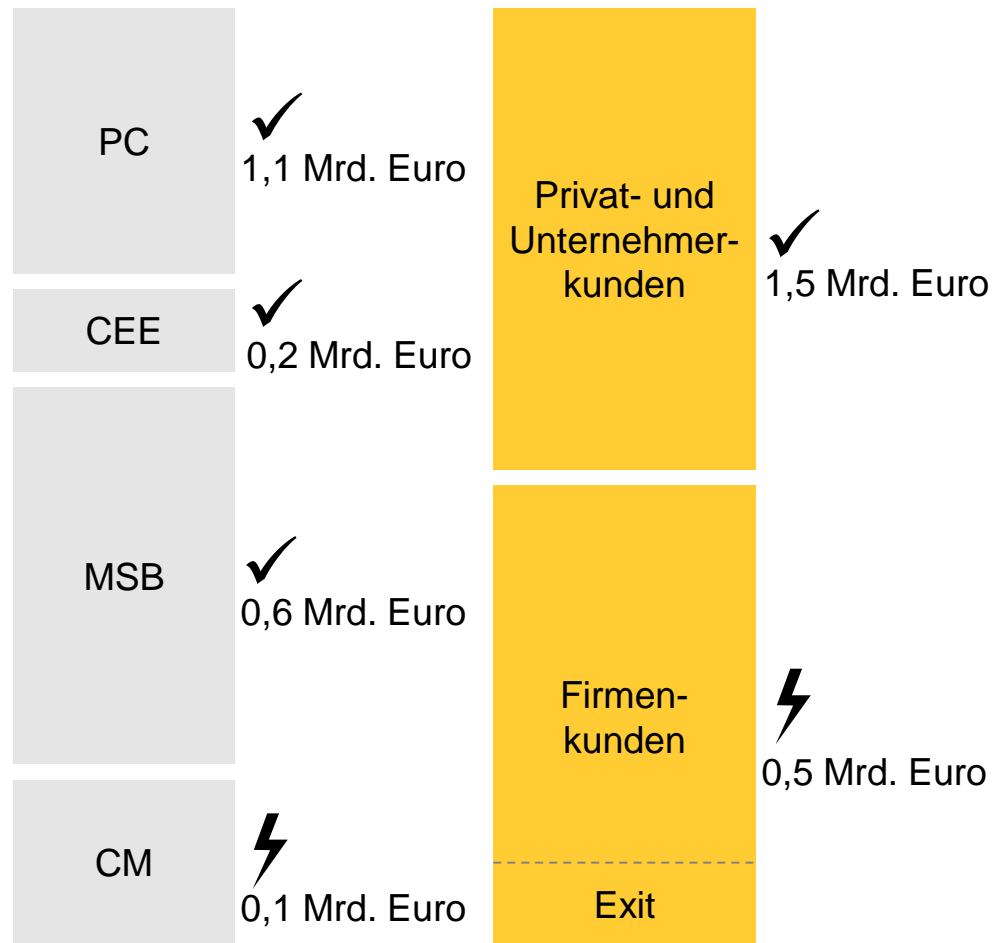 PC
1,1 Mrd. Euro
CEE
0,2 Mrd. Euro
MSB
0,6 Mrd. Euro
CM
0,1 Mrd. Euro
Privat- und
Unternehmer-
kunden
1,5 Mrd. Euro
Firmen-
kunden
0,5 Mrd. Euro
Exit